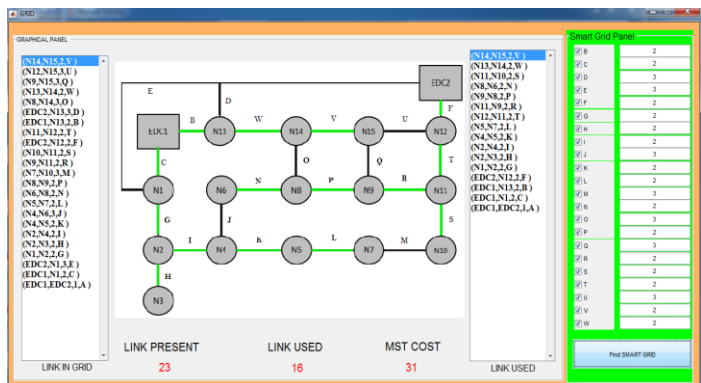 GRID
GRAPHICAL PANEL
(N14,N15,2,V )
(N12,N15,3,U )
(N9,N15,3,Q )
(N13,N14,2,W )
(N8,N14,3,O )
(EDC2,N13,3,D )
(EDC1,N13,2,B )
(N11,N12,2,T )
(EDC2,N12,2,F )
(N10,N11,2,S )
(N9,N11,2,R )
(N7,N10,3,M )
(N8,N9,2,P )
(N6,N8,2,N )
(N5,N7,2,L )
(N4,N6,3,J )
(N4,N5,2,K )
(N2,N4,2,I )
(N2,N3,2,H )
(N1,N2,2,G )
(EDC2,N1,3,E )
(EDC1,N1,2,C )
(EDC1,EDC2,1,A )
LINK IN GRID
EDC2
E
D
F
EDC1
B
N13
W
N14
V
N15
U
N12
C
O
Q
T
N1
N6
N
N8
P
N9
R
N11
G
J
S
N2
I
N4
K
N5
L
N7
M
N10
H
N3
LINK PRESENT
LINK USED
MST COST
23
16
31
(N14,N15,2,V )
(N13,N14,2,W )
(N11,N10,2,S )
(N8,N6,2,N )
(N9,N8,2,P )
(N11,N9,2,R )
(N12,N11,2,T )
(N5,N7,2,L )
(N4,N5,2,K )
(N2,N4,2,I )
(N2,N3,2,H )
(N1,N2,2,G )
(EDC2,N12,2,F )
(EDC1,N13,2,B )
(EDC1,N1,2,C )
(EDC1,EDC2,1,A )
LINK USED
Smart Grid Panel
B 2
C 2
D 3
E 3
F 2
G 2
H 2
I 2
J 3
K 2
L 2
M 3
N 2
O 3
P 2
Q 3
R 2
S 2
T 2
U 3
V 2
W 2
Find SMART GRID